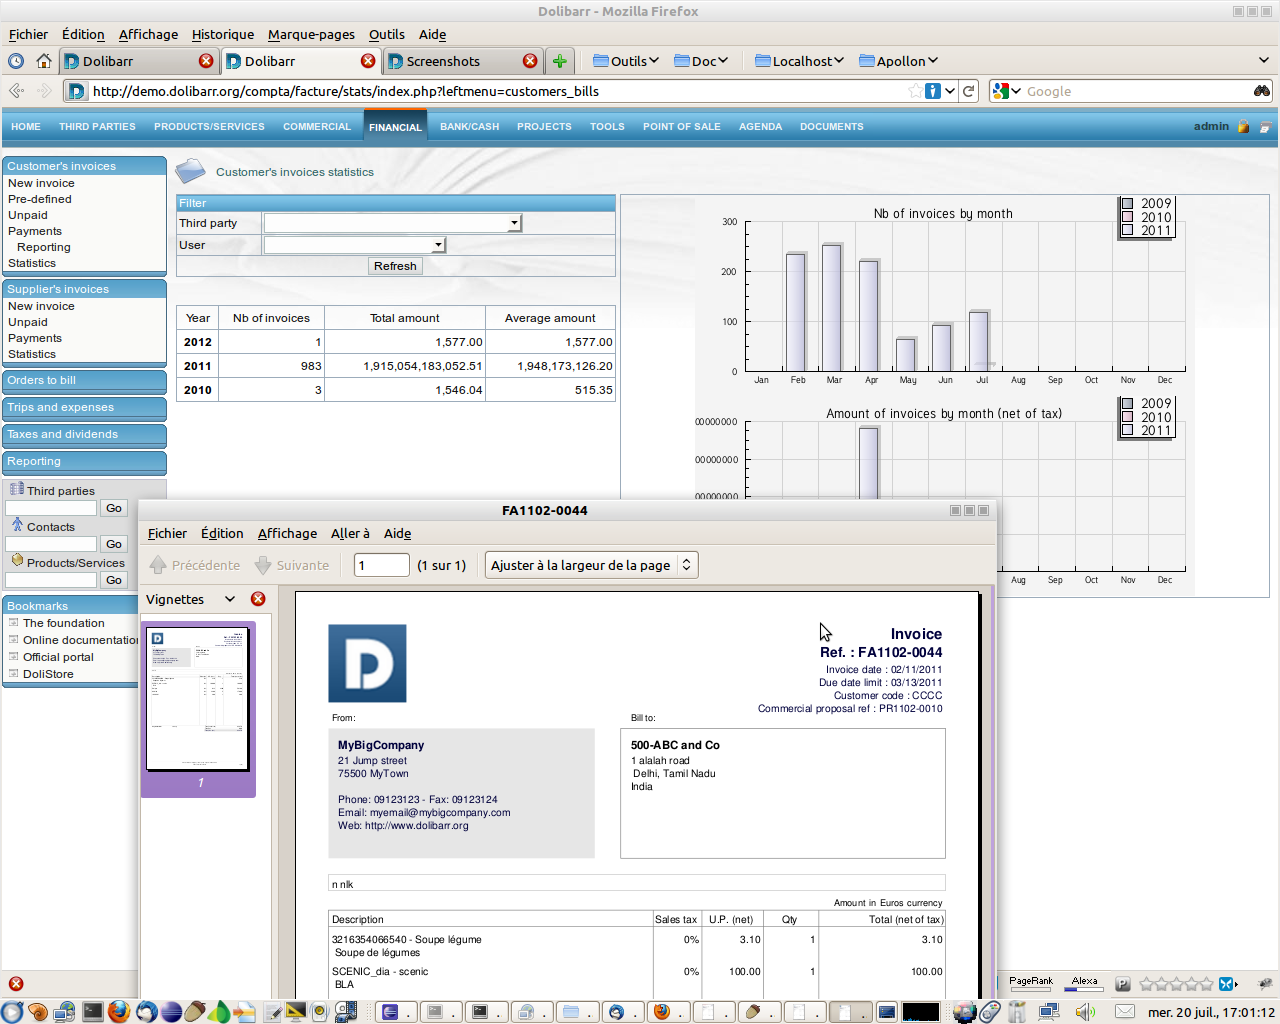 Dolibarr - Mozilla Firefox
Fichier Édition Affichage Historique Marque-pages Outils Aide
Dolibarr Dolibarr Screenshots Outils Doc Localhost Apollon
http://demo.dolibarr.org/compta/facture/stats/index.php?leftmenu=customers_bills Google
HOME THIRD PARTIES PRODUCTS/SERVICES COMMERCIAL FINANCIAL BANK/CASH PROJECTS TOOLS POINT OF SALE AGENDA DOCUMENTS admin
Customer's invoices
New invoice
Pre-defined
Unpaid
Payments
Reporting
Statistics
Supplier's invoices
New invoice
Unpaid
Payments
Statistics
Orders to bill
Trips and expenses
Taxes and dividends
Reporting
Third parties
Go
Contacts
Go
Products/Services
Go
Bookmarks
The foundation
Online documentation
Official portal
DoliStore
Customer's invoices statistics
Filter
Third party
User
Refresh
Year Nb of invoices Total amount Average amount
2012 1 1,577.00 1,577.00
2011 983 1,915,054,183,052.51 1,948,173,126.20
2010 3 1,546.04 515.35
Nb of invoices by month
2009
2010
2011
300
200
100
0
Jan Feb Mar Apr May Jun Jul Aug Sep Oct Nov Dec
Amount of invoices by month (net of tax)
2009
2010
2011
00000000
00000000
00000000
Aug Sep Oct Nov Dec
FA1102-0044
Fichier Édition Affichage Aller à Aide
Précédente Suivante 1 (1 sur 1) Ajuster à la largeur de la page
Vignettes
1
Invoice
Ref. : FA1102-0044
Invoice date : 02/11/2011
Due date limit : 03/13/2011
Customer code : CCCC
Commercial proposal ref : PR1102-0010
From:
MyBigCompany
21 Jump street
75500 MyTown
Phone: 09123123 - Fax: 09123124
Email: myemail@mybigcompany.com
Web: http://www.dolibarr.org
Bill to:
500-ABC and Co
1 alalah road
Delhi, Tamil Nadu
India
n nlk
Amount in Euros currency
Description Sales tax U.P. (net) Qty Total (net of tax)
3216354066540 - Soupe légume 0% 3.10 1 3.10
Soupe de légumes
SCENIC_dia - scenic 0% 100.00 1 100.00
BLA
PageRank Alexa
mer. 20 juil., 17:01:12